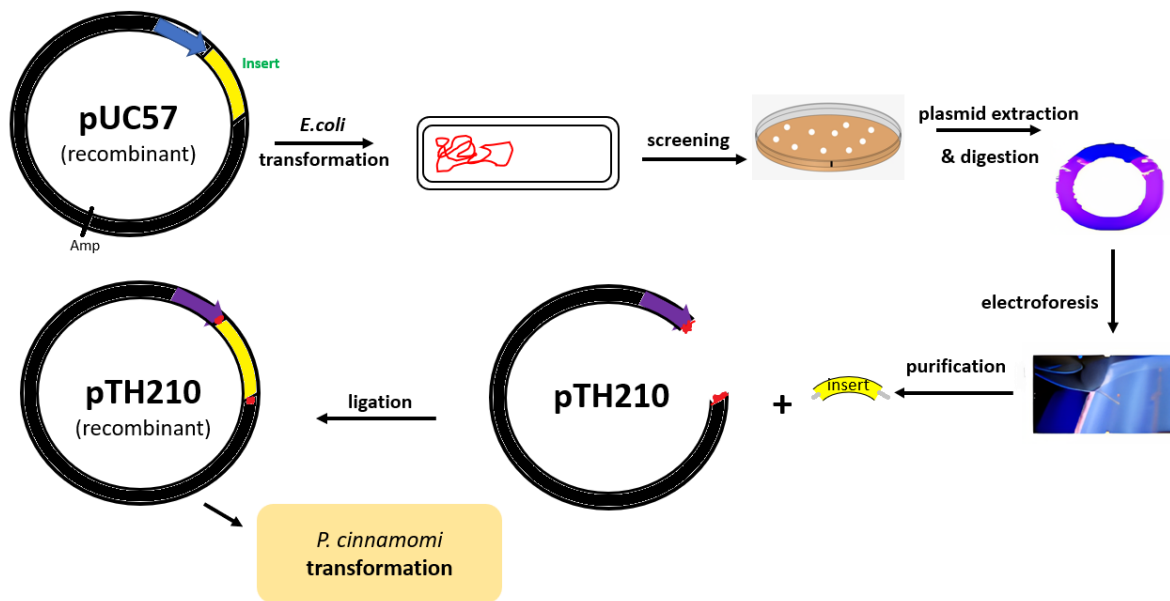 Insert
pUC57
(recombinant)
Amp
E.coli
transformation
screening
plasmid extraction
& digestion
electroforesis
purification
insert
+
pTH210
ligation
pTH210
(recombinant)
P. cinnamomi
transformation